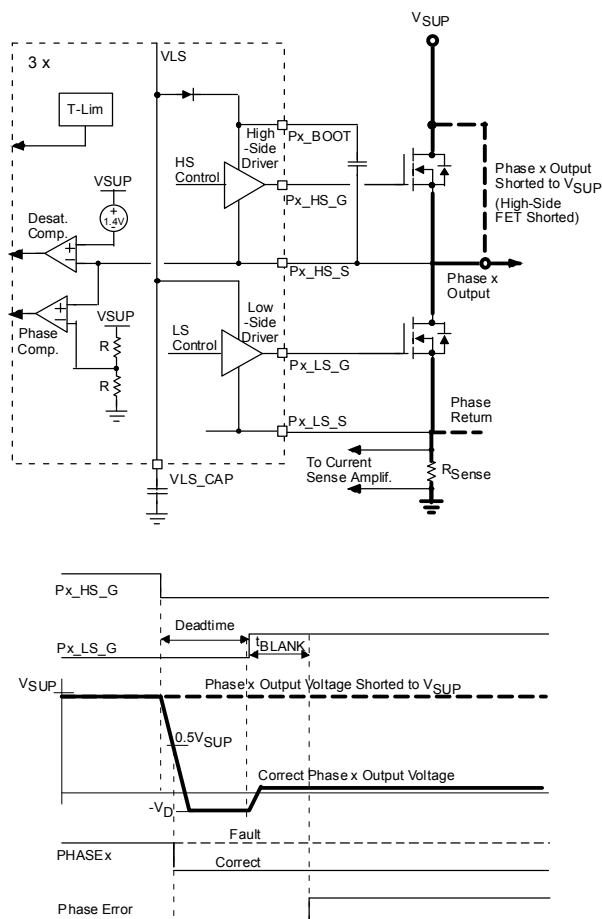 VSUP
3 x
VLS
T-Lim
High
-Side
Driver
Px_BOOT
HS
Control
Px_HS_G
Phase x Output
Shorted to VSUP
(High-Side
FET Shorted)
VSUP
+
1.4V
Desat.
Comp.
+
−
Px_HS_S
Phase x
Output
+
−
Phase
Comp.
VSUP
R
R
Low
-Side
Driver
LS
Control
Px_LS_G
Phase
Return
Px_LS_S
To Current
Sense Amplif.
RSense
VLS_CAP
Px_HS_G
Deadtime
Px_LS_G
tBLANK
VSUP
Phase x Output Voltage Shorted to VSUP
0.5VSUP
Correct Phase x Output Voltage
-VD
Fault
PHASEx
Correct
Phase Error